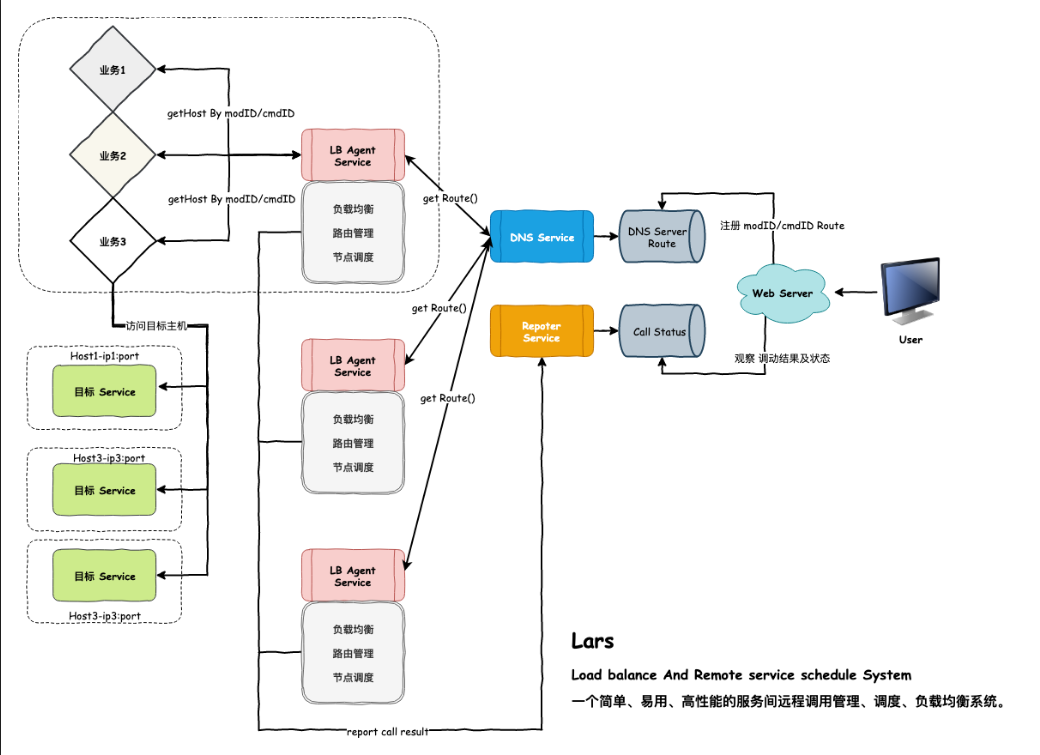 业务1
getHost By modID/cmdID
业务2
getHost By modID/cmdID
业务3
LB Agent
Service
负载均衡
路由管理
节点调度
get Route()
DNS Service
DNS Server
Route
注册 modID/cmdID Route
Web Server
User
get Route()
Repoter
Service
Call Status
观察 调动结果及状态
访问目标主机
Host1-ip1:port
目标 Service
Host3-ip3:port
目标 Service
目标 Service
Host3-ip3:port
LB Agent
Service
负载均衡
路由管理
节点调度
get Route()
LB Agent
Service
负载均衡
路由管理
节点调度
report call result
Lars
Load balance And Remote service schedule System
一个简单、易用、高性能的服务间远程调用管理、调度、负载均衡系统。